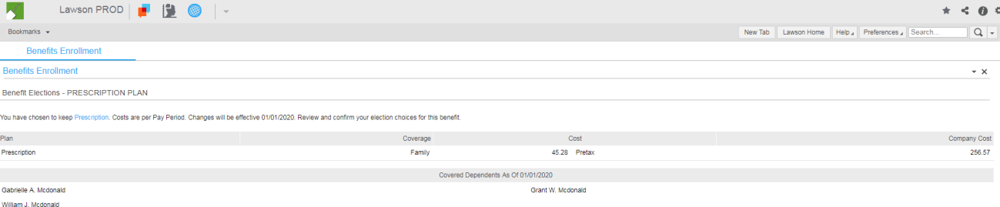 Lawson PROD
Bookmarks New Tab Lawson Home Help Preferences Search...
Benefits Enrollment
Benefits Enrollment
Benefit Elections - PRESCRIPTION PLAN
You have chosen to keep Prescription. Costs are per Pay Period. Changes will be effective 01/01/2020. Review and confirm your election choices for this benefit.
Plan Coverage Cost Company Cost
Prescription Family 45.28 Pretax 256.57
Covered Dependents As Of 01/01/2020
Gabrielle A. Mcdonald Grant W. Mcdonald
William J. Mcdonald